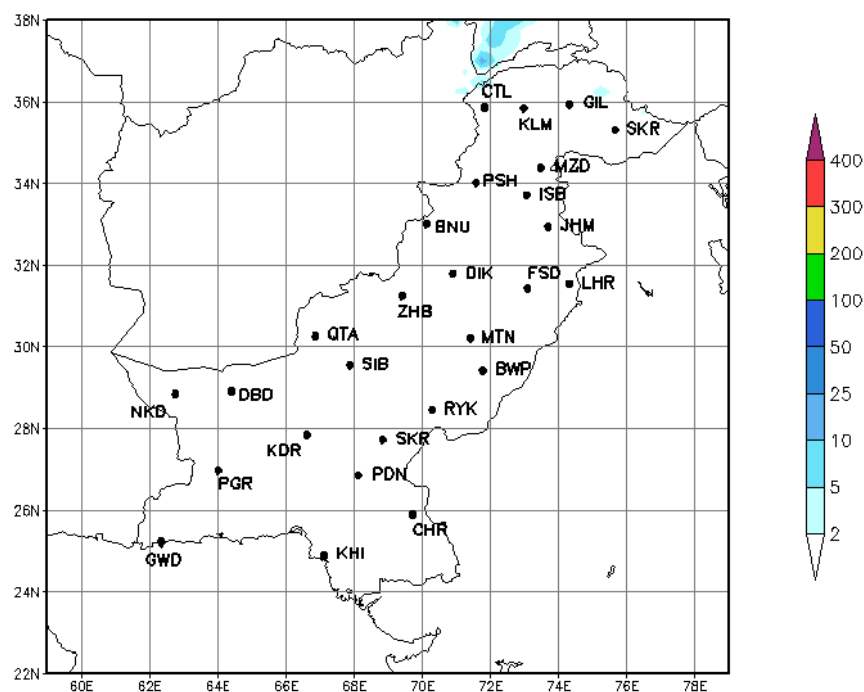 38N
36N
34N
32N
30N
28N
26N
24N
22N
60E 62E 64E 66E 68E 70E 72E 74E 76E 78E
CTL
KLM
GIL
SKR
MZD
PSH
ISB
BNU
JHM
DIK
FSD
LHR
ZHB
QTA
MTN
SIB
BWP
NKD
DBD
RYK
KDR
SKR
PGR
PDN
CHR
GWD
KHI
400
300
200
100
50
25
10
5
2